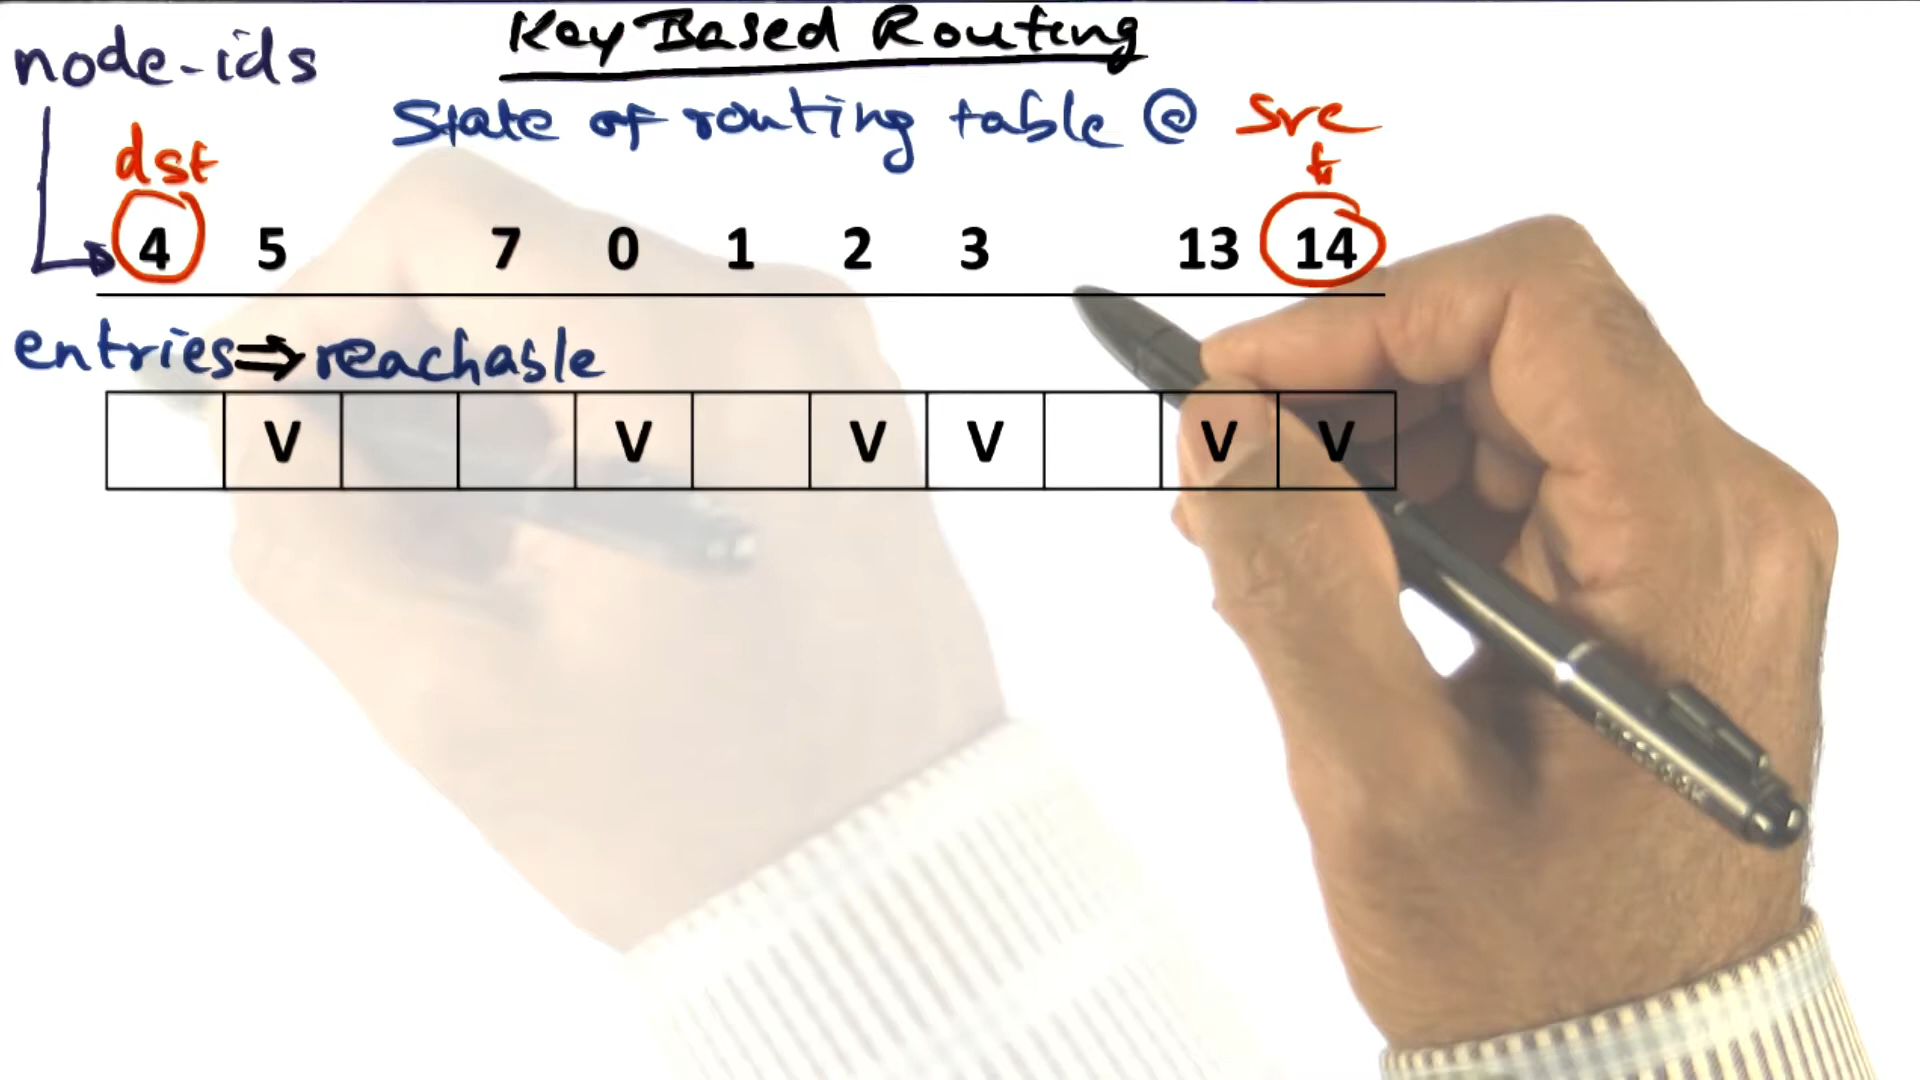 Key Based Routing
node-ids
State of routing table @ src
dst
4 5 7 0 1 2 3 13 14
entries⇒reachable
V V V V V V